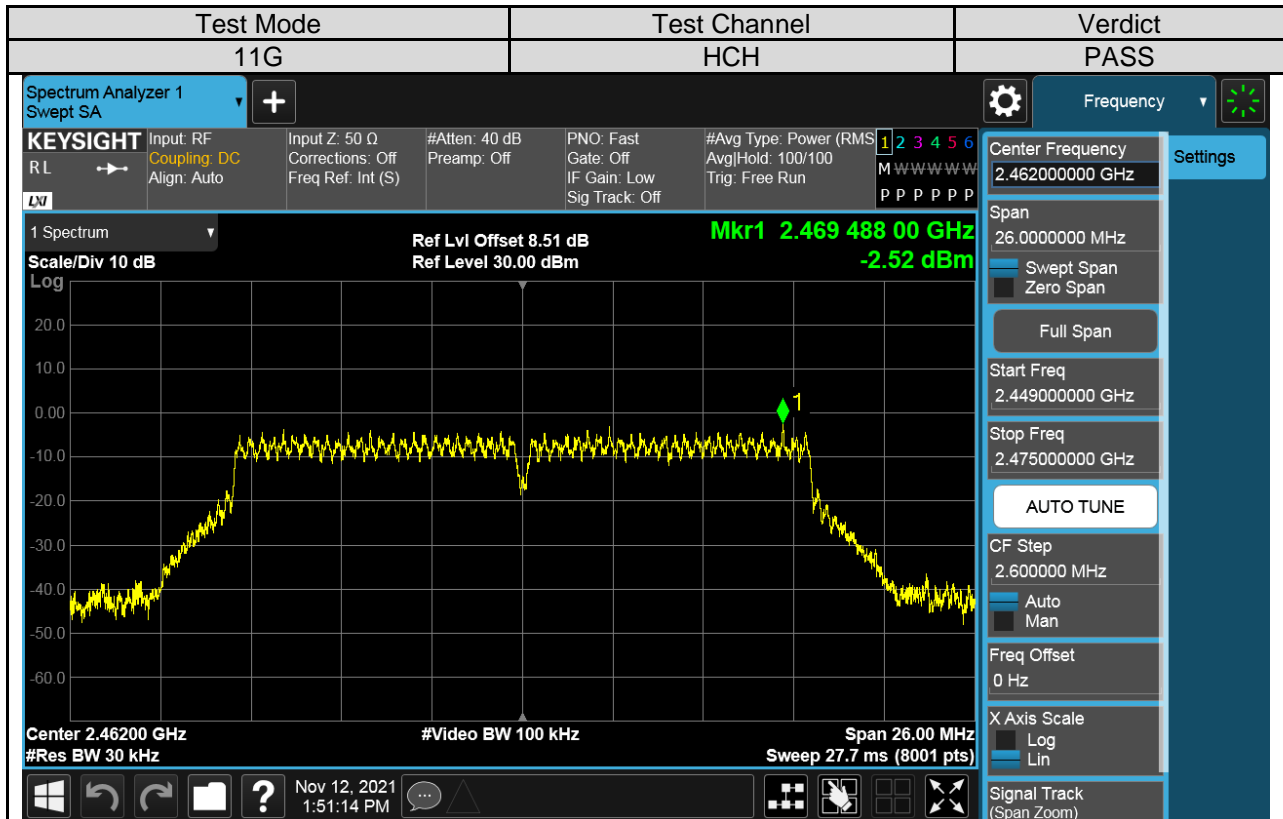 Test Mode Test Channel Verdict
11G HCH PASS
Spectrum Analyzer 1
Swept SA
Frequency
KEYSIGHT Input: RF Input Z: 50 Ω #Atten: 40 dB PNO: Fast #Avg Type: Power (RMS 1 2 3 4 5 6
R L Coupling: DC Corrections: Off Preamp: Off Gate: Off Avg|Hold: 100/100 M W W W W W
Align: Auto Freq Ref: Int (S) IF Gain: Low Trig: Free Run
LXI Sig Track: Off P P P P P P
1 Spectrum
Scale/Div 10 dB
Ref Lvl Offset 8.51 dB
Ref Level 30.00 dBm
Mkr1 2.469 488 00 GHz
-2.52 dBm
Log
20.0
10.0
0.00
-10.0
-20.0
-30.0
-40.0
-50.0
-60.0
1
Center 2.46200 GHz #Video BW 100 kHz Span 26.00 MHz
#Res BW 30 kHz Sweep 27.7 ms (8001 pts)
Center Frequency
2.462000000 GHz
Settings
Span
26.0000000 MHz
Swept Span
Zero Span
Full Span
Start Freq
2.449000000 GHz
Stop Freq
2.475000000 GHz
AUTO TUNE
CF Step
2.600000 MHz
Auto
Man
Freq Offset
0 Hz
X Axis Scale
Log
Lin
Signal Track
(Span Zoom)
? Nov 12, 2021
1:51:14 PM